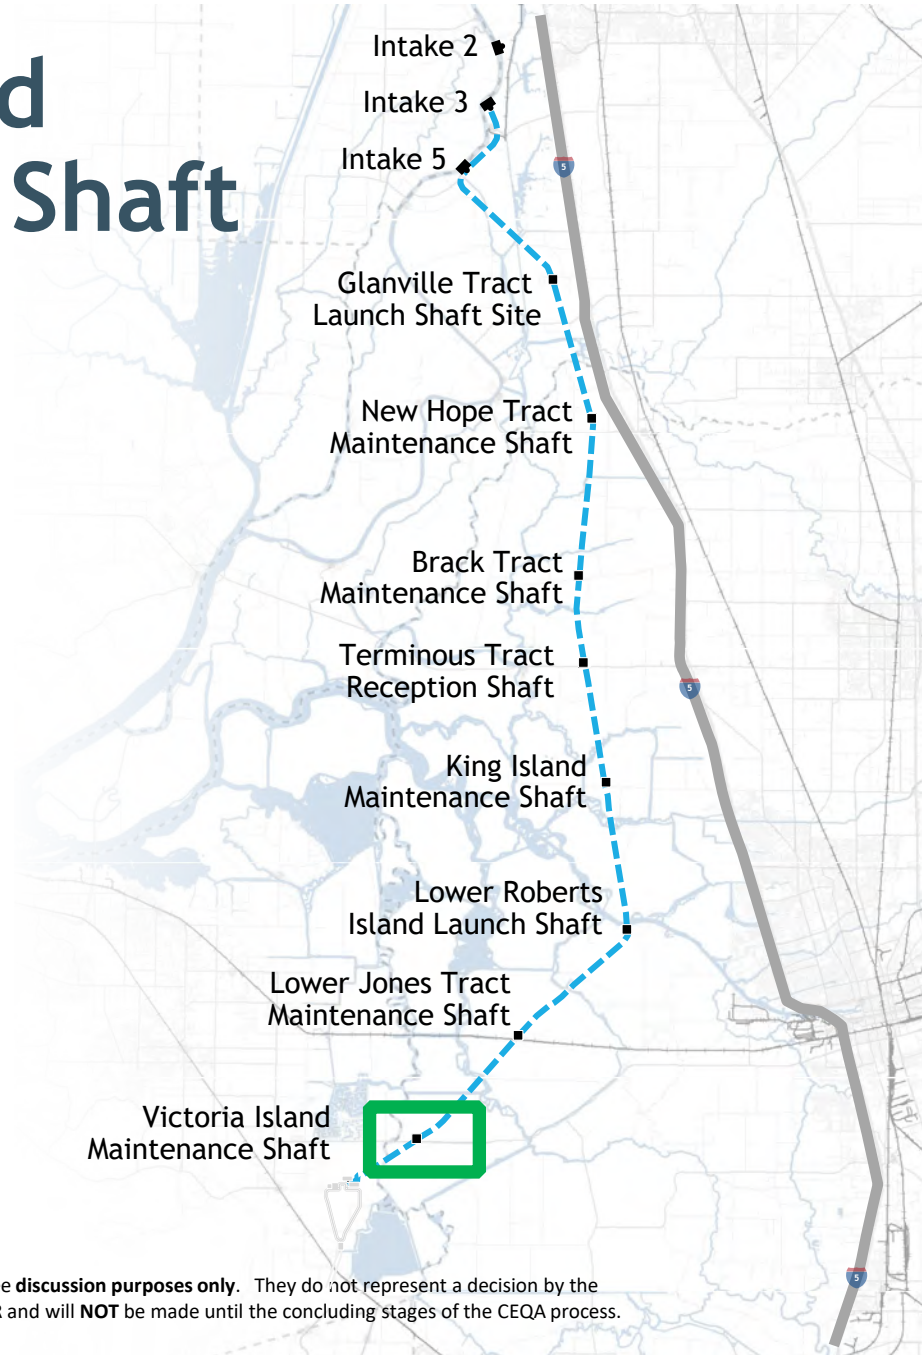 d
Shaft
Intake 2
Intake 3
Intake 5
5
Glanville Tract
Launch Shaft Site
New Hope Tract
Maintenance Shaft
Brack Tract
Maintenance Shaft
Terminous Tract
Reception Shaft
5
King Island
Maintenance Shaft
Lower Roberts
Island Launch Shaft
Lower Jones Tract
Maintenance Shaft
Victoria Island
Maintenance Shaft
5
e discussion purposes only. They do not represent a decision by the
R and will NOT be made until the concluding stages of the CEQA process.